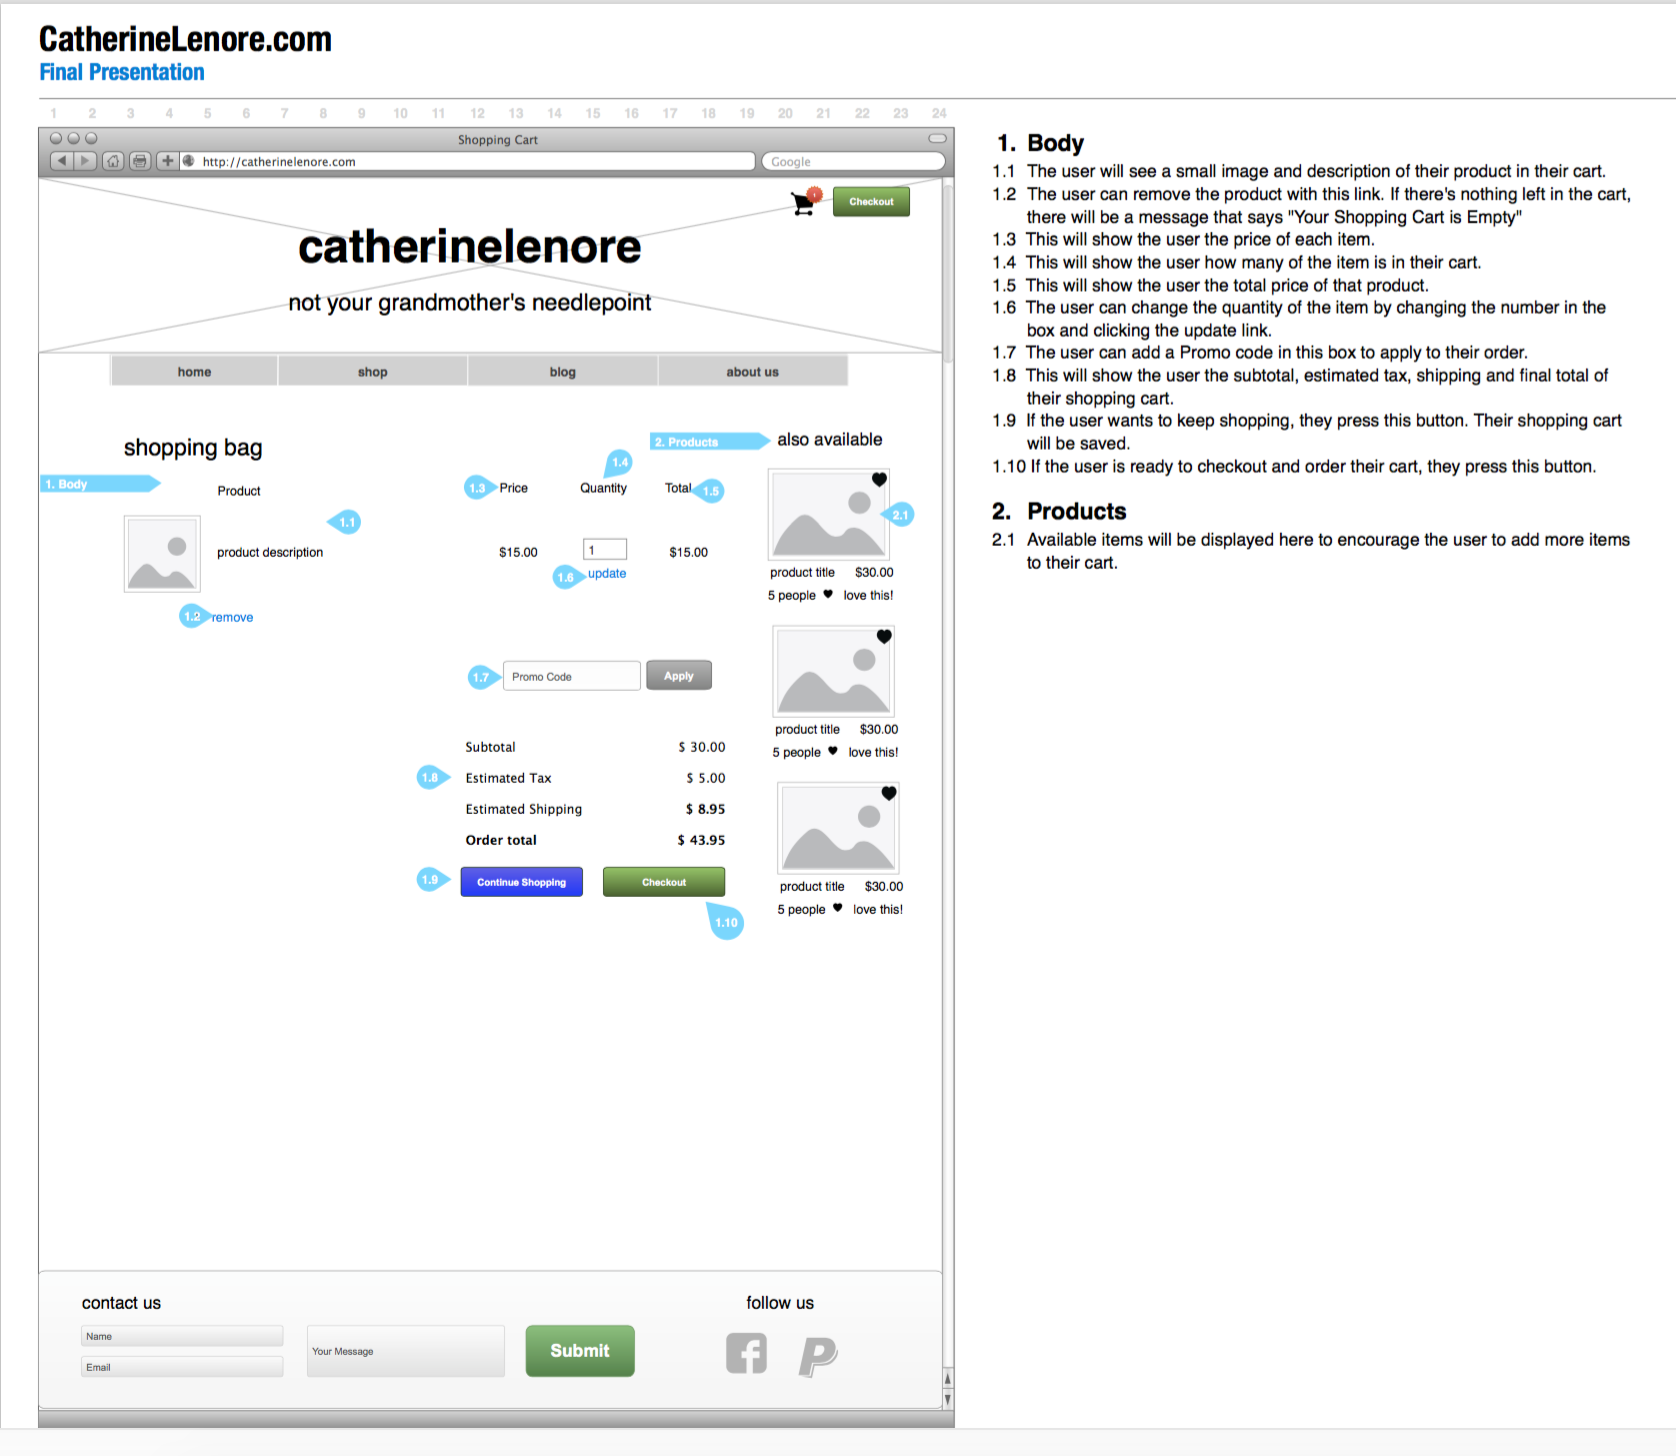 CatherineLenore.com
Final Presentation
1 2 3 4 5 6 7 8 9 10 11 12 13 14 15 16 17 18 19 20 21 22 23 24
Shopping Cart
http://catherinelenore.com
Google
1
Checkout
catherinelenore
not your grandmother's needlepoint
home shop blog about us
shopping bag
2. Products
also available
1. Body
Product
1.3 Price
1.4
Quantity
Total 1.5
1.1
product description
$15.00
1
$15.00
1.6 update
1.2 remove
2.1
product title $30.00
5 people love this!
product title $30.00
5 people love this!
product title $30.00
5 people love this!
1.7 Promo Code Apply
Subtotal $ 30.00
1.8 Estimated Tax $ 5.00
Estimated Shipping $ 8.95
Order total $ 43.95
1.9 Continue Shopping Checkout
1.10
contact us
Name
Email
Your Message
Submit
follow us
1. Body
1.1 The user will see a small image and description of their product in their cart.
1.2 The user can remove the product with this link. If there's nothing left in the cart,
there will be a message that says "Your Shopping Cart is Empty"
1.3 This will show the user the price of each item.
1.4 This will show the user how many of the item is in their cart.
1.5 This will show the user the total price of that product.
1.6 The user can change the quantity of the item by changing the number in the
box and clicking the update link.
1.7 The user can add a Promo code in this box to apply to their order.
1.8 This will show the user the subtotal, estimated tax, shipping and final total of
their shopping cart.
1.9 If the user wants to keep shopping, they press this button. Their shopping cart
will be saved.
1.10 If the user is ready to checkout and order their cart, they press this button.
2. Products
2.1 Available items will be displayed here to encourage the user to add more items
to their cart.